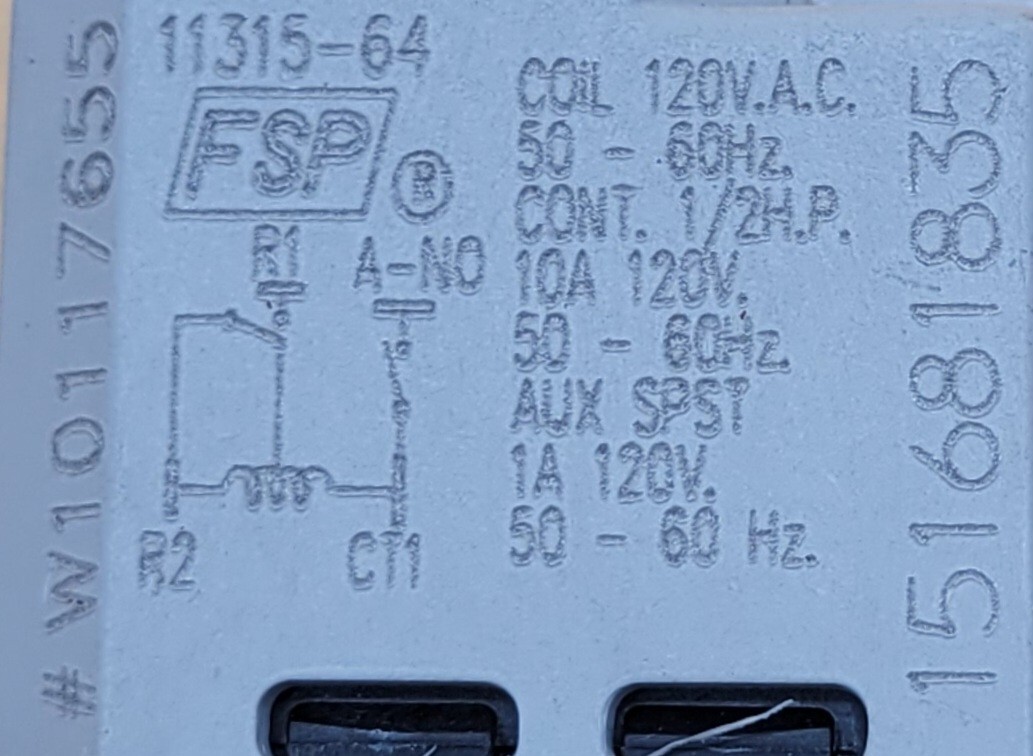 # W10117655
11315-64
FSP ®
R1
A-NO
R2
CT1
COIL 120V.A.C.
50 - 60Hz.
CONT. 1/2H.P.
10A 120V.
50 - 60Hz.
AUX SPST
1A 120V.
50 - 60 Hz.
151681835